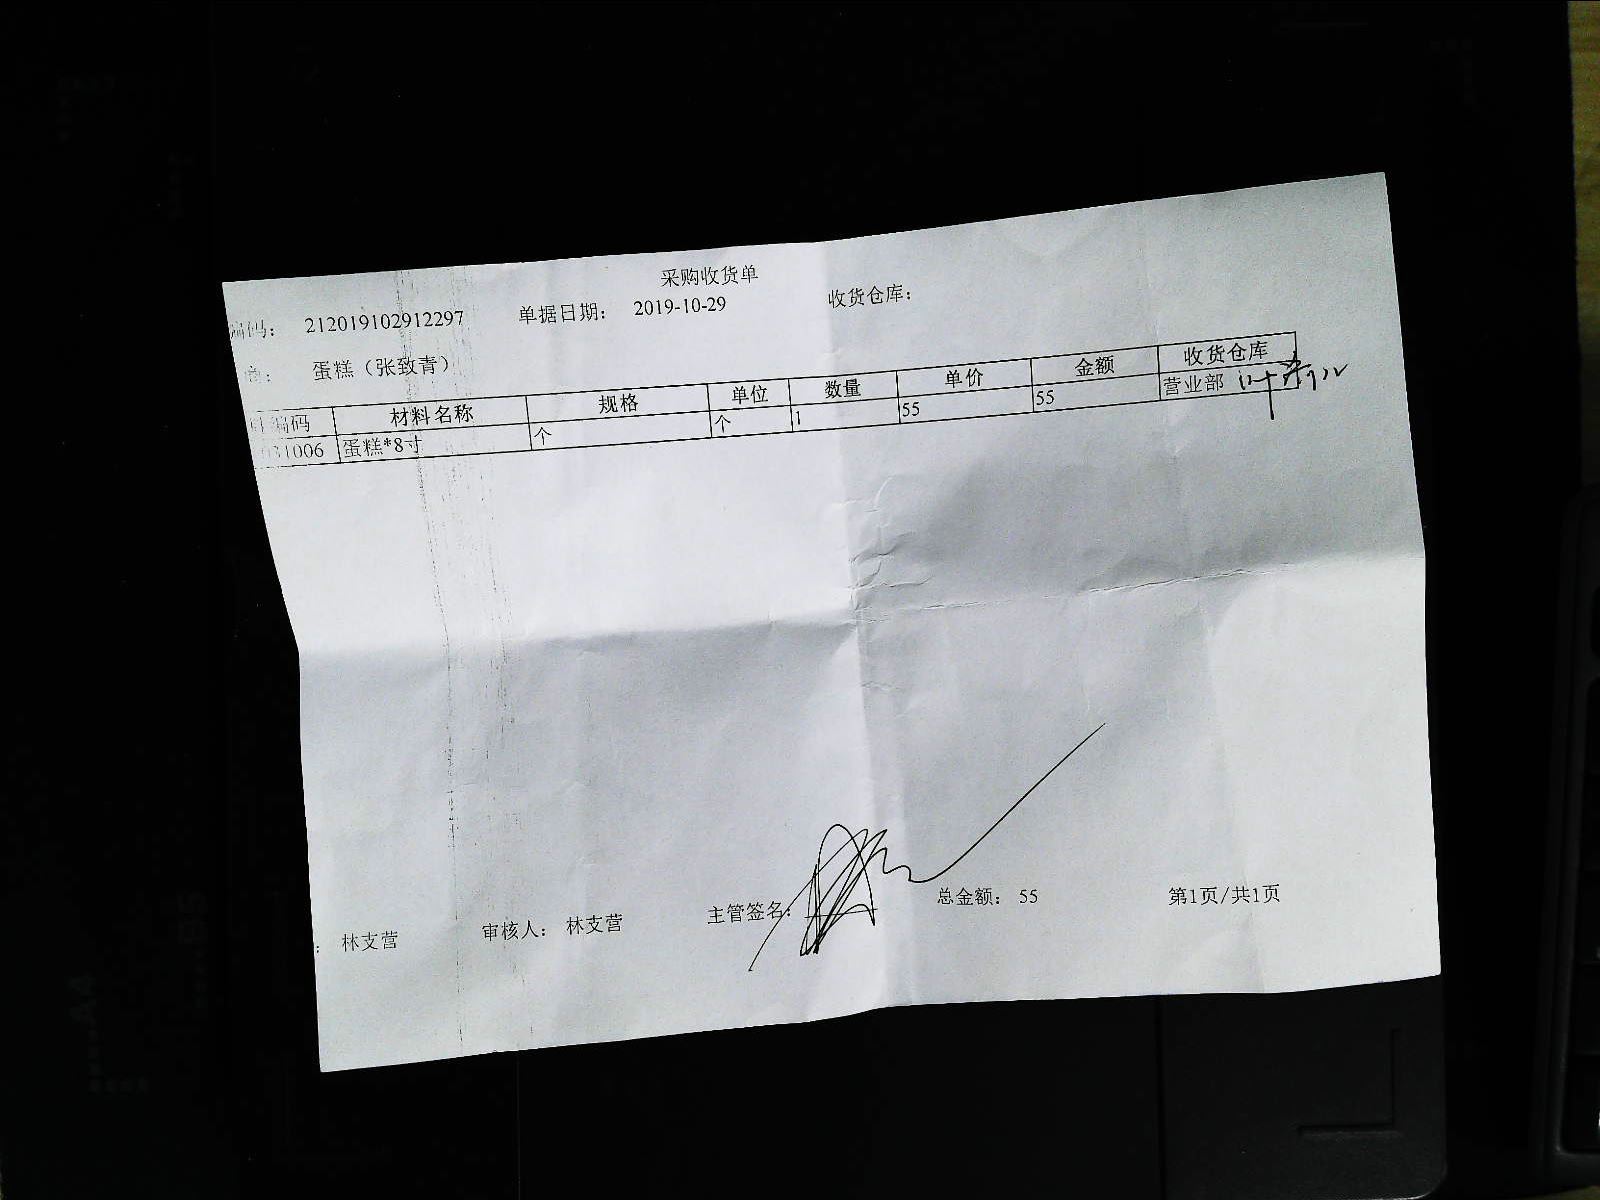 采购收货单
编码： 212019102912297 单据日期： 2019-10-29 收货仓库：
商： 蛋糕（张致青）
编码 材料名称 规格 单位 数量 单价 金额 收货仓库
031006 蛋糕*8寸 个 个 1 55 55 营业部
： 林支营 审核人： 林支营 主管签名： 总金额： 55 第1页/共1页